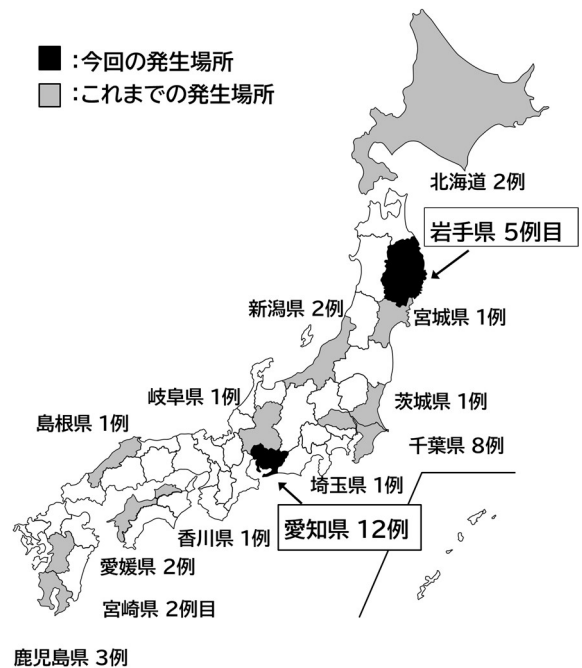 ■：今回の発生場所
■：これまでの発生場所
北海道 2例
岩手県 5例目
新潟県 2例
宮城県 1例
岐阜県 1例
茨城県 1例
島根県 1例
千葉県 8例
埼玉県 1例
愛知県 12例
香川県 1例
愛媛県 2例
宮崎県 2例目
鹿児島県 3例